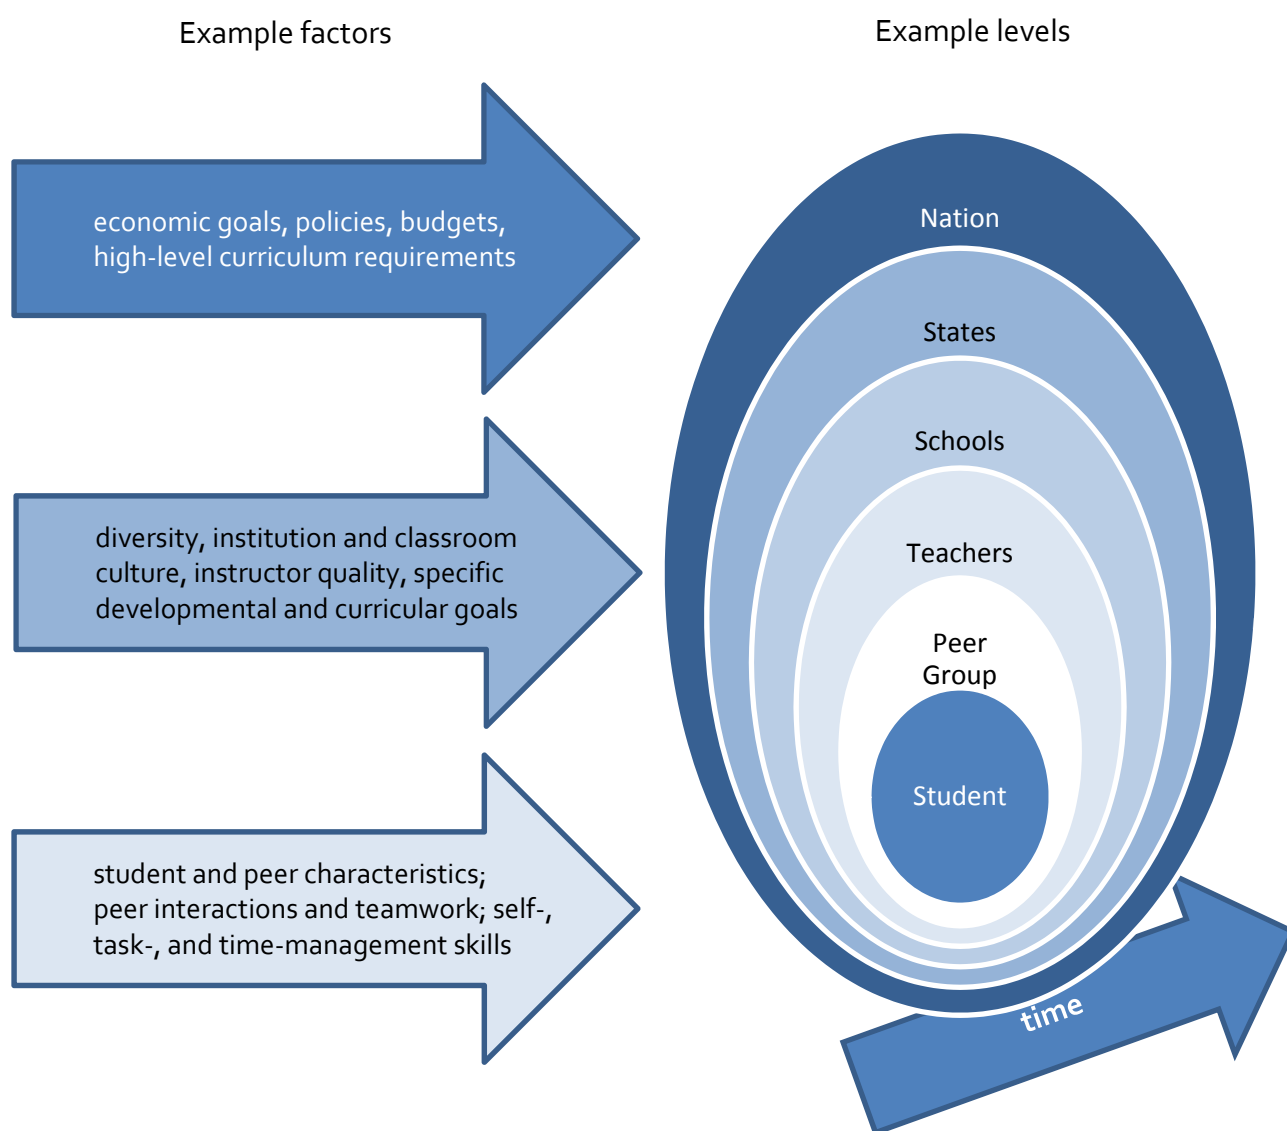 Example factors
Example levels
economic goals, policies, budgets,
high-level curriculum requirements
diversity, institution and classroom
culture, instructor quality, specific
developmental and curricular goals
student and peer characteristics;
peer interactions and teamwork; self-,
task-, and time-management skills
Nation
States
Schools
Teachers
Peer
Group
Student
time